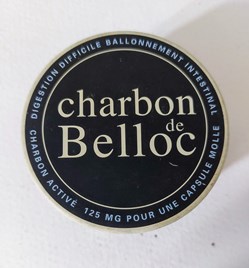 DIGESTION DIFFICILE BALLONNEMENT INTESTINAL
charbon
de
Belloc
CHARBON ACTIVÉ 125 MG POUR UNE CAPSULE MOLLE